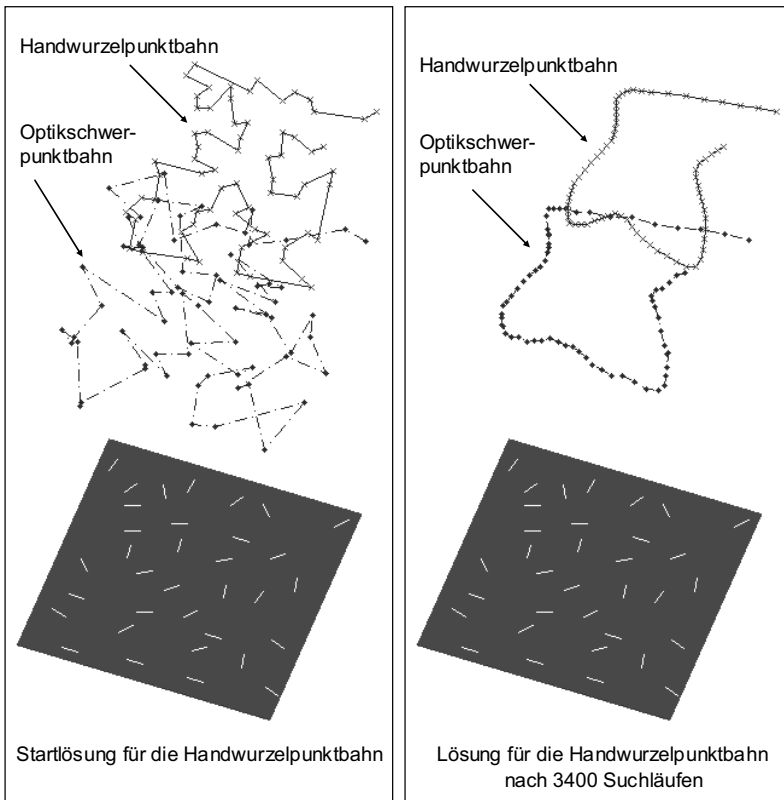 Handwurzelpunktbahn
Optikschwer-
punktbahn
Startlösung für die Handwurzelpunktbahn
Handwurzelpunktbahn
Optikschwer-
punktbahn
Lösung für die Handwurzelpunktbahn
nach 3400 Suchläufen